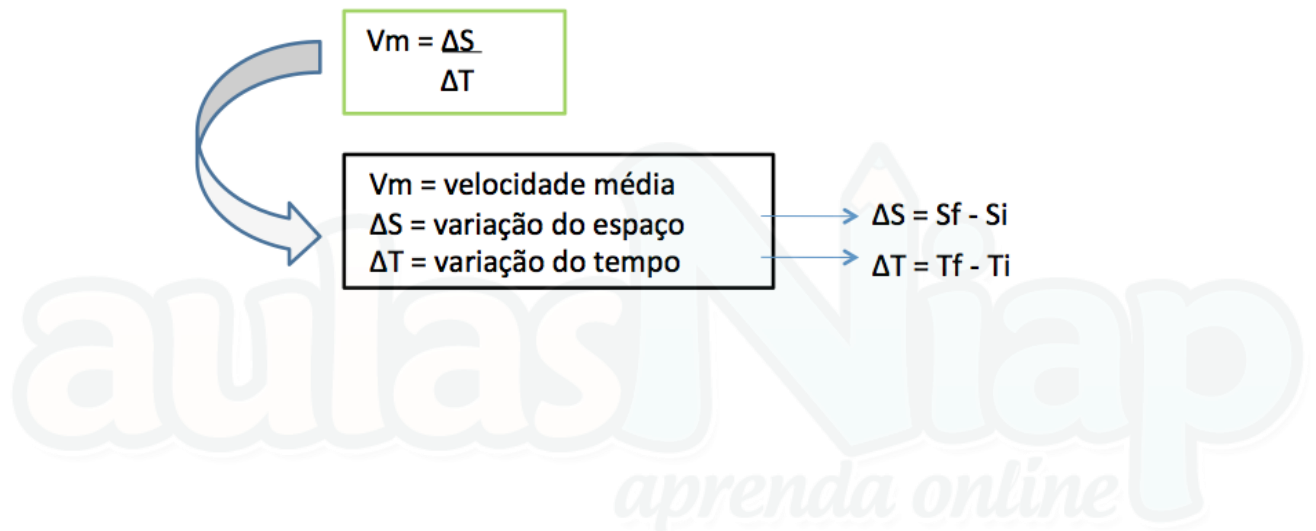 Vm = ΔS
ΔT
Vm = velocidade média
ΔS = variação do espaço
ΔT = variação do tempo
ΔS = Sf - Si
ΔT = Tf - Ti
aulasNiap
aprenda online